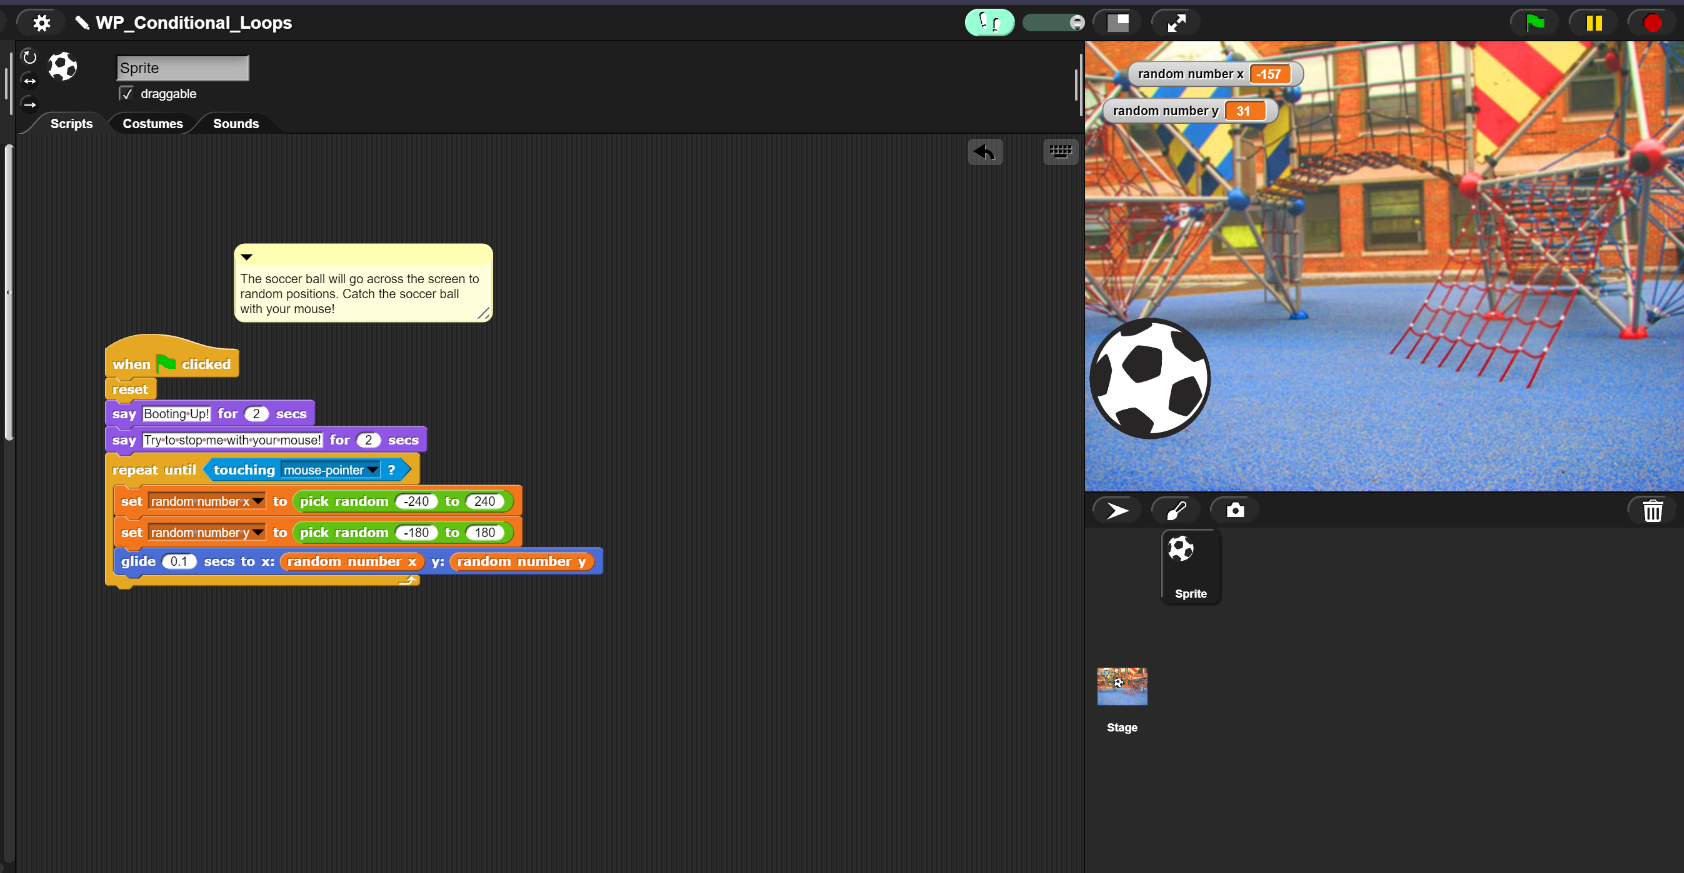 WP_Conditional_Loops
Sprite
draggable
Scripts Costumes Sounds
The soccer ball will go across the screen to
random positions. Catch the soccer ball
with your mouse!
when clicked
reset
say Booting Up! for 2 secs
say Try to stop me with your mouse! for 2 secs
repeat until touching mouse-pointer ?
set random number x to pick random -240 to 240
set random number y to pick random -180 to 180
glide 0.1 secs to x: random number x y: random number y
random number x -157
random number y 31
Sprite
Stage